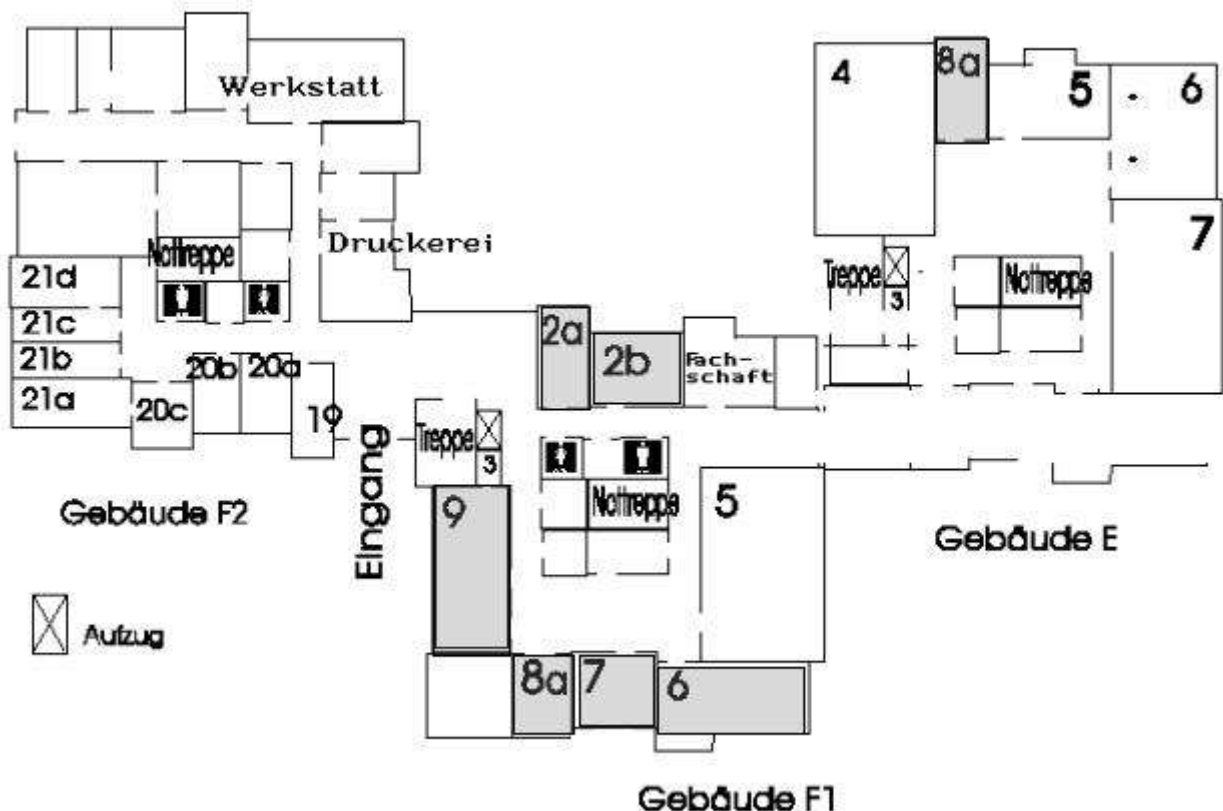 Werkstatt
4
8a
5
6
Druckerei
Nottreppe
7
21d
Treppe
3
Nottreppe
21c
2a
21b
20b
20a
2b
Fach-
schaft
21a
20c
19
Treppe
3
Eingang
9
Nottreppe
5
Gebäude F2
Gebäude E
Aufzug
8a
7
6
Gebäude F1